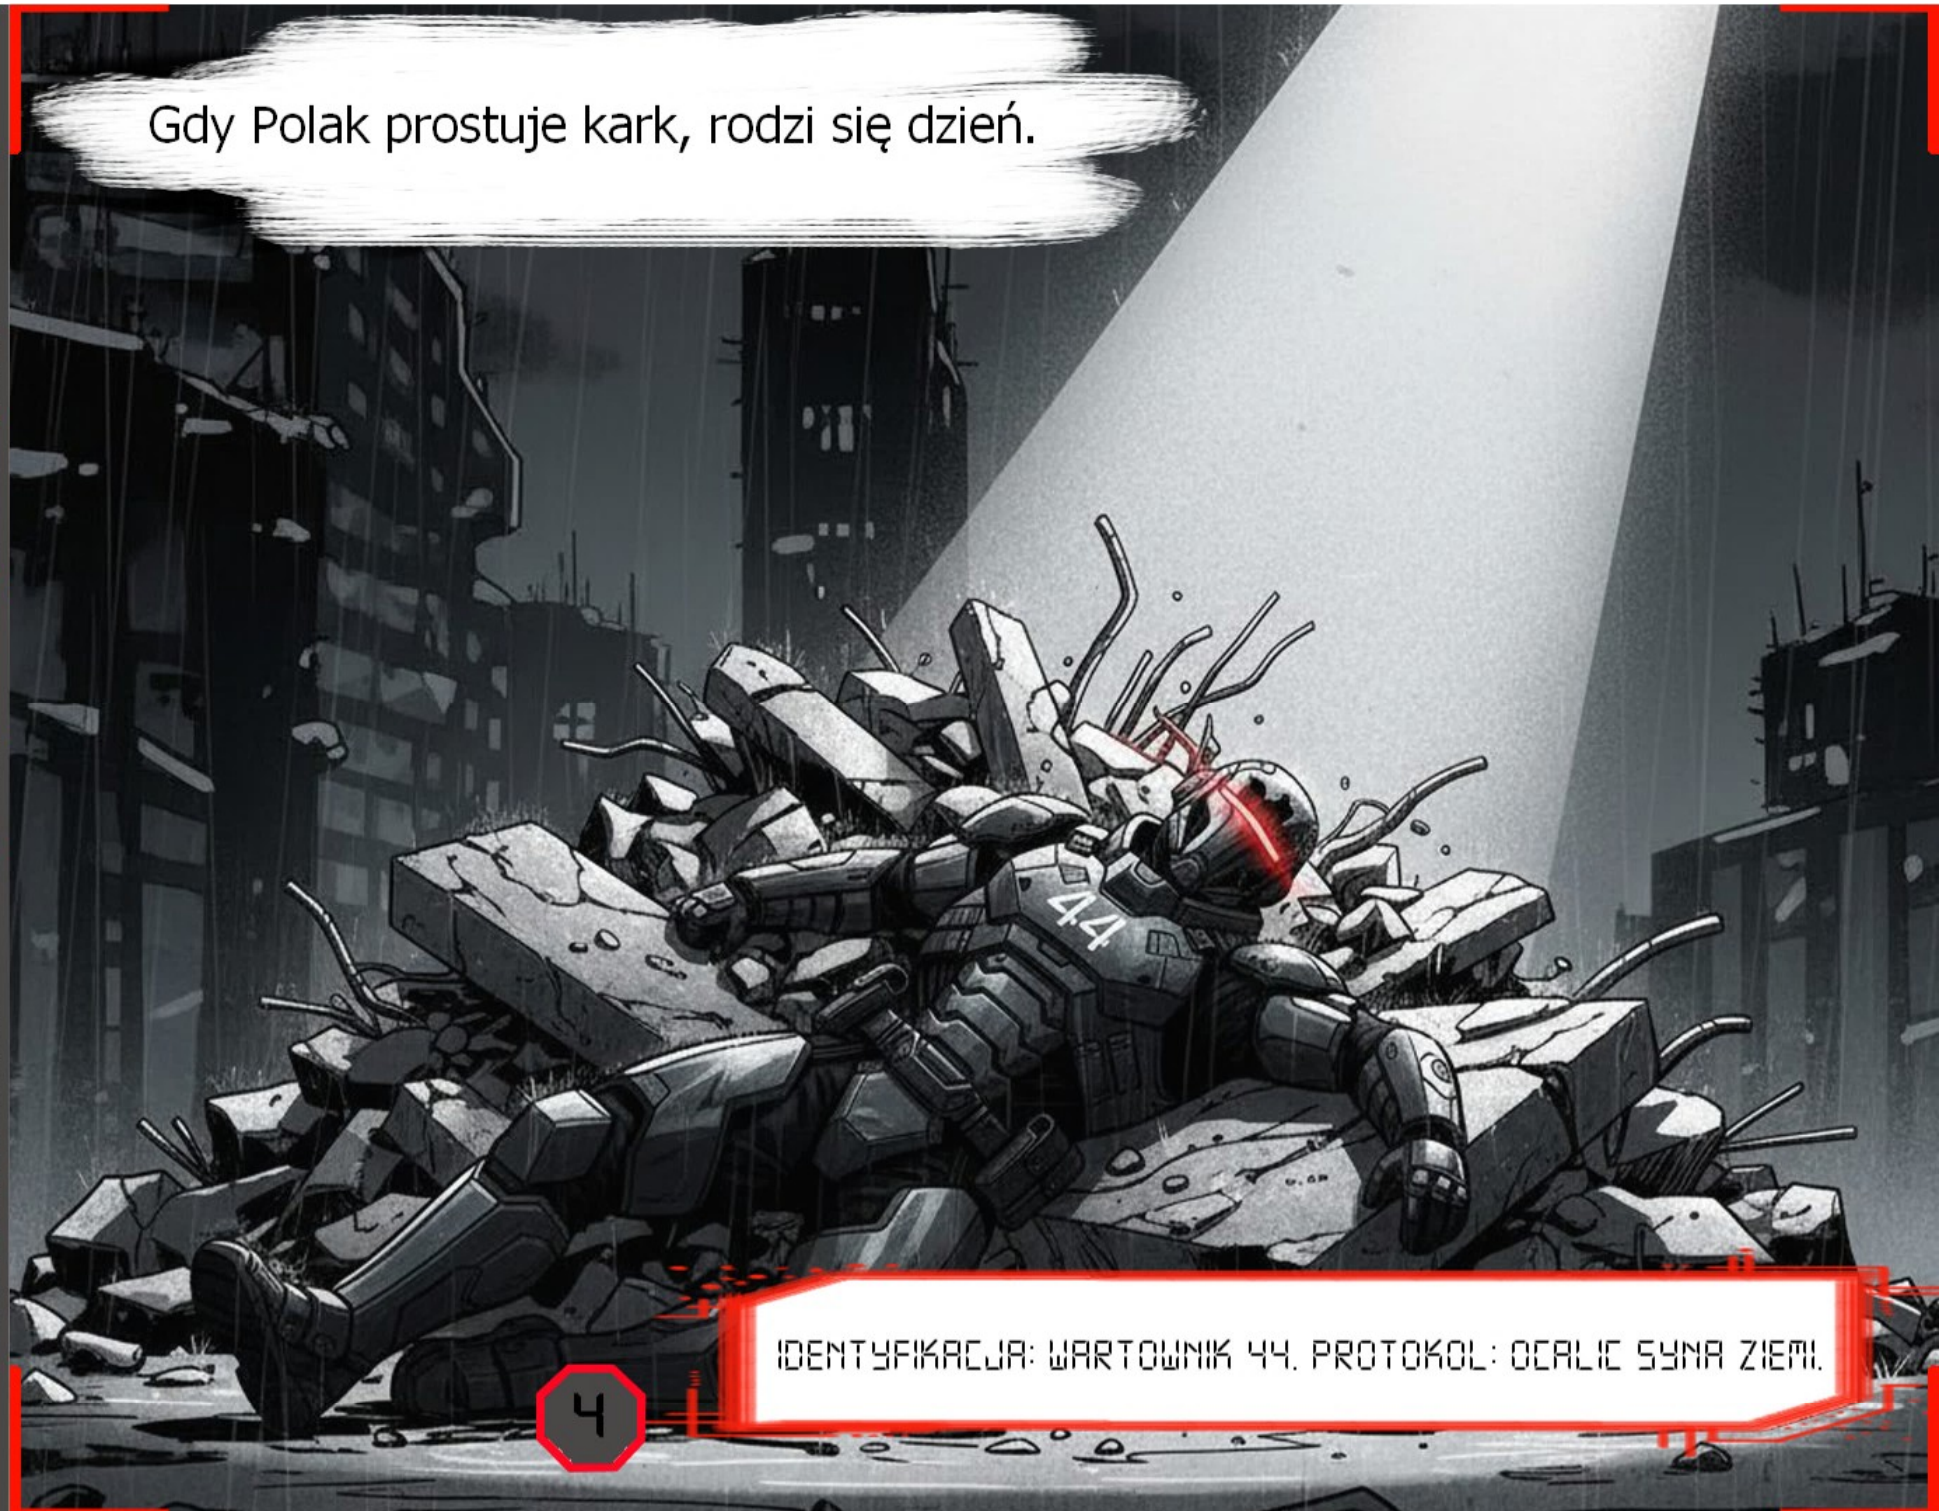 Gdy Polak prostuje kark, rodzi się dzień.
44
IDENTYFIKACJA: WARTOWNIK 44. PROTOKOL: OCALIC SYNA ZIEMI.
4